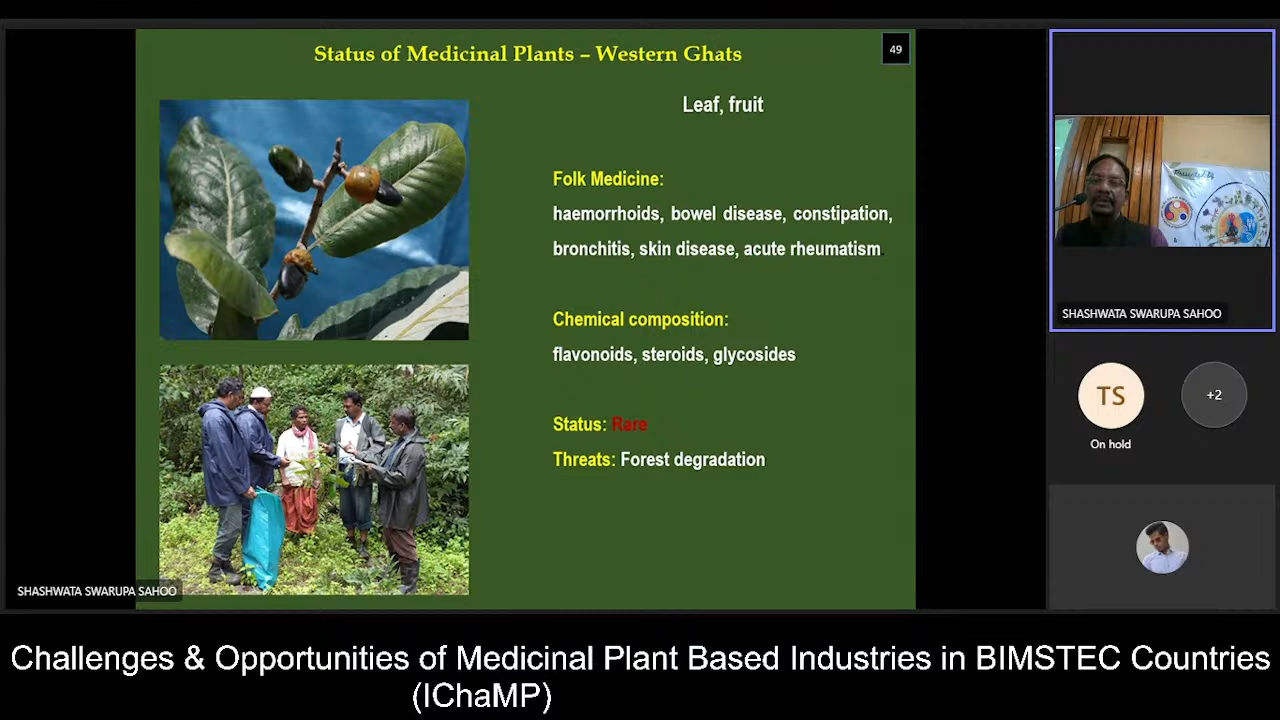 Status of Medicinal Plants – Western Ghats
49
Leaf, fruit
Folk Medicine:
haemorrhoids, bowel disease, constipation,
bronchitis, skin disease, acute rheumatism.
Chemical composition:
flavonoids, steroids, glycosides
Status: Rare
Threats: Forest degradation
SHASHWATA SWARUPA SAHOO
Presented by
SHASHWATA SWARUPA SAHOO
TS
+2
On hold
Challenges & Opportunities of Medicinal Plant Based Industries in BIMSTEC Countries
(IChaMP)